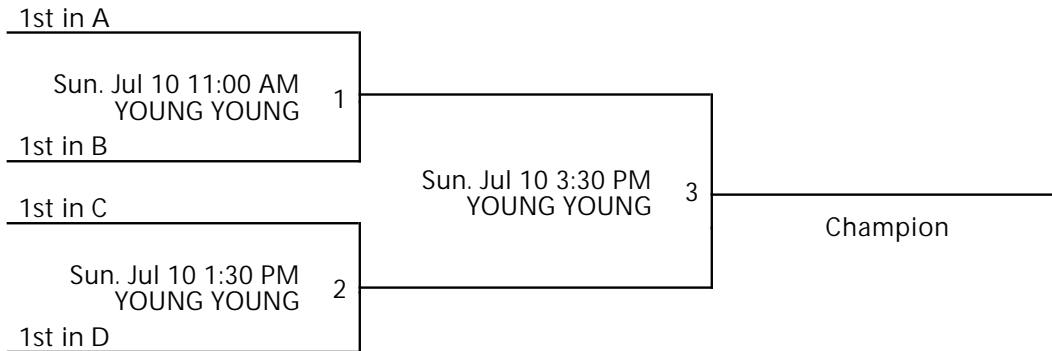 1st in A
Sun. Jul 10 11:00 AM
YOUNG YOUNG
1
1st in B
Sun. Jul 10 3:30 PM
YOUNG YOUNG
3
Champion
1st in C
Sun. Jul 10 1:30 PM
YOUNG YOUNG
2
1st in D